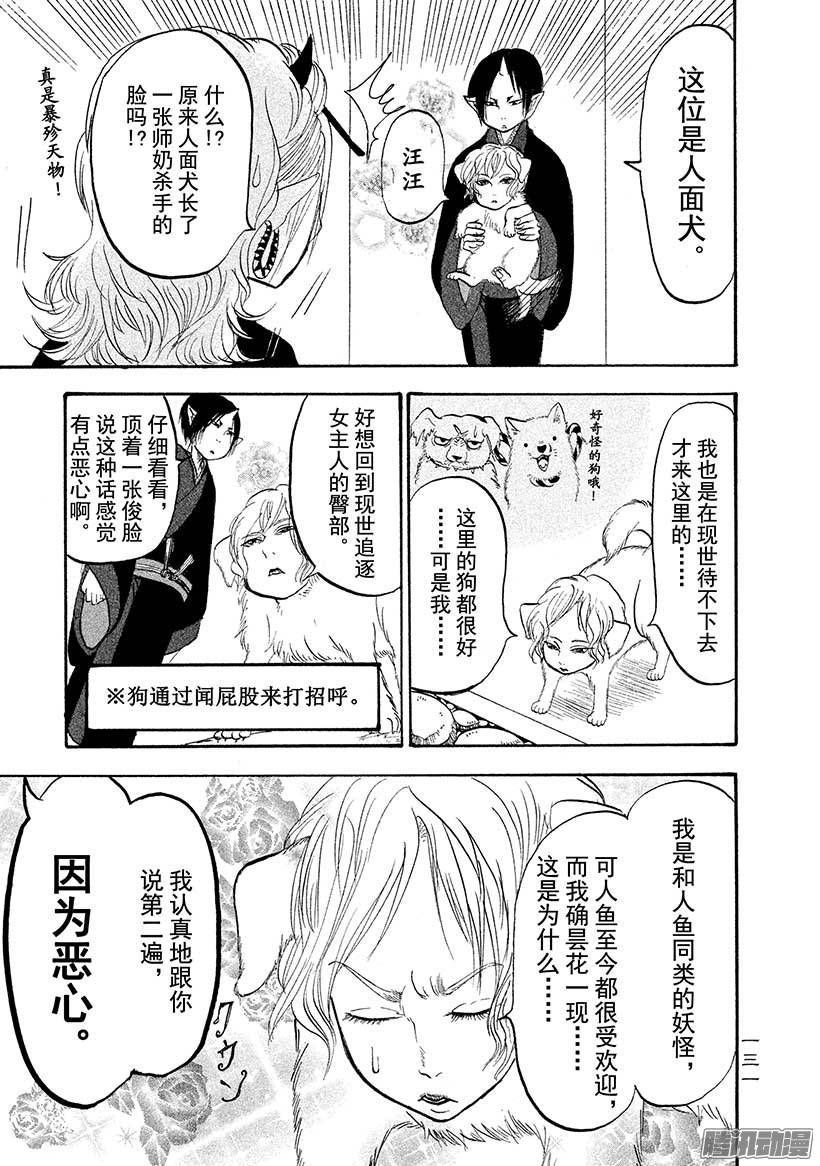 这位是人面犬。
汪汪
什么!?
原来人面犬长了
一张师奶杀手的
脸吗!?
真是暴殄天物！
我也是在现世待不下去
才来这里的……
好奇怪的狗哦！
这里的狗都很好
……可是我……
好想回到现世追逐
女主人的臀部。
仔细看看，
顶着一张俊脸
说这种话感觉
有点恶心啊。
※狗通过闻屁股来打招呼。
我是和人鱼同类的妖怪，
可人鱼至今都很受欢迎，
而我确昙花一现……
这是为什么……
クゥン
我认真地跟你
说第二遍，
因为恶心。
一三一
腾讯动漫